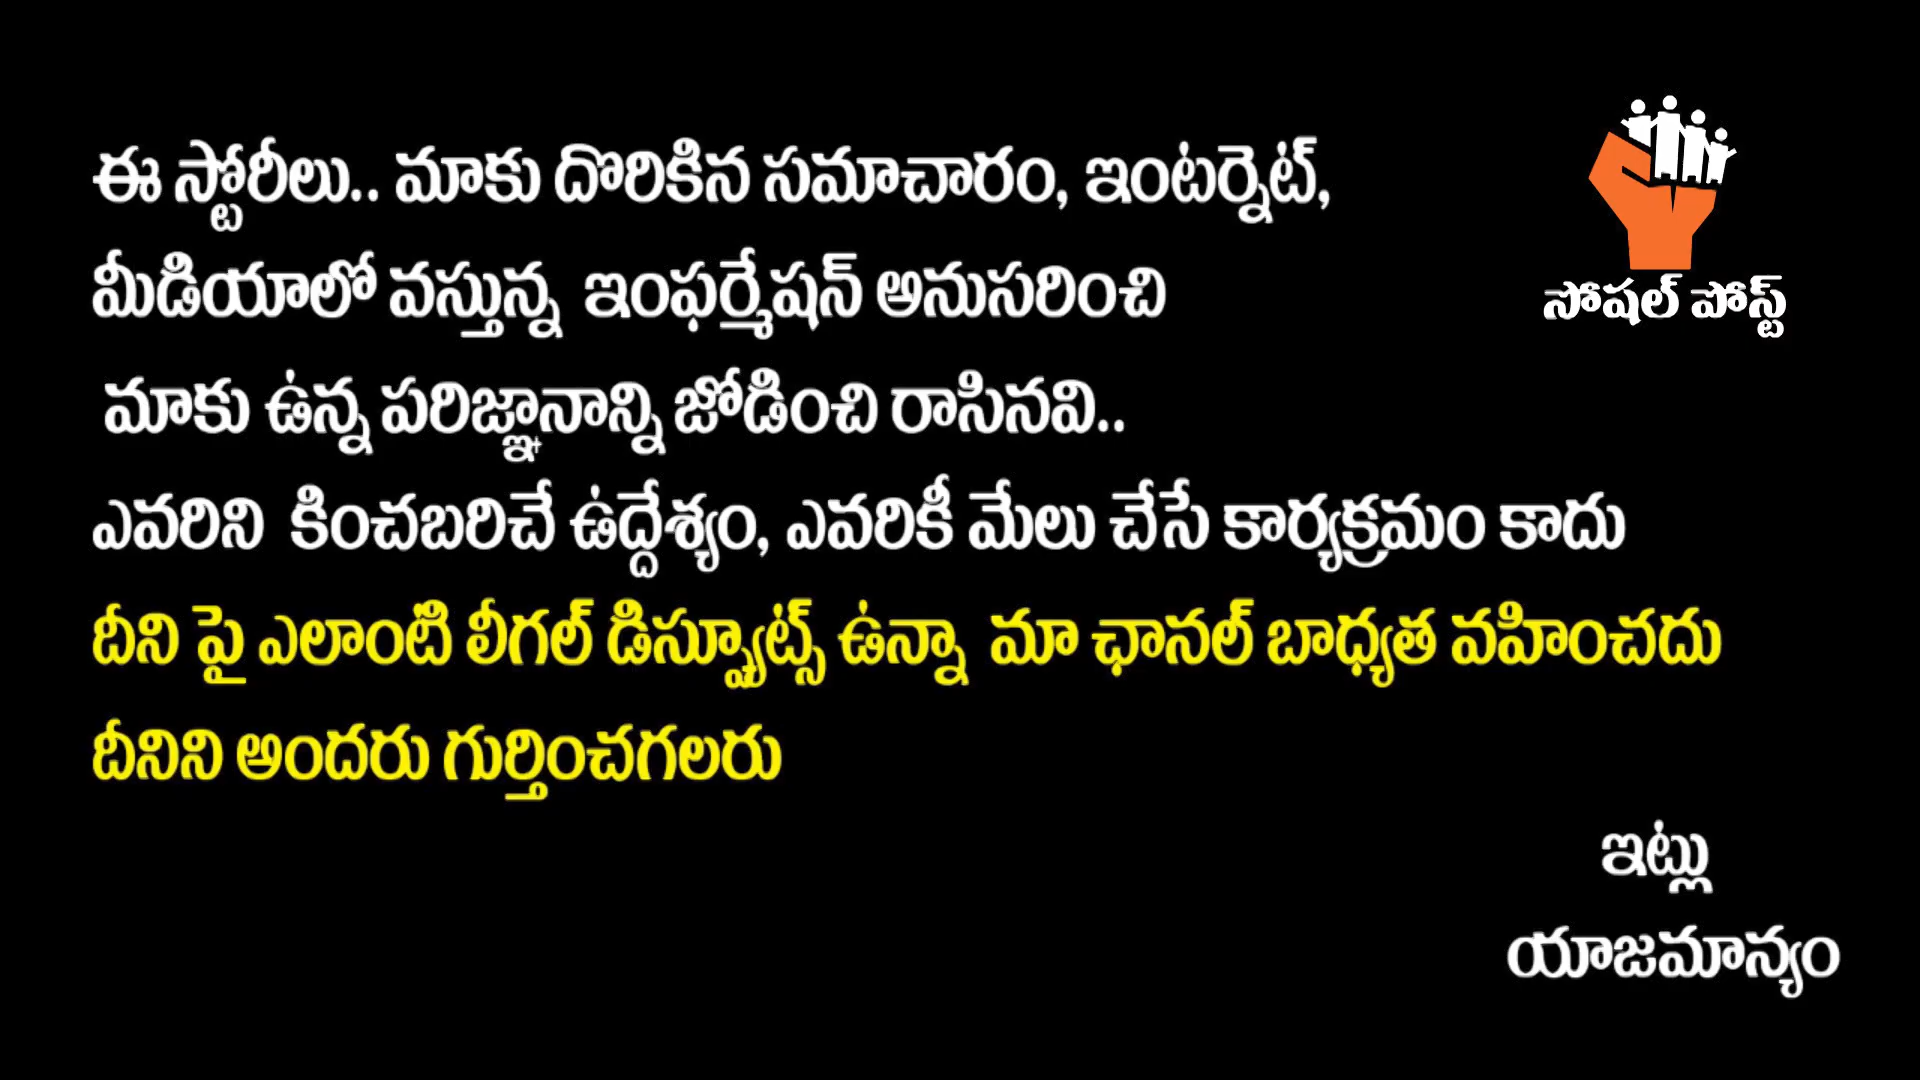 ఈ స్టోరీలు.. మాకు దొరికిన సమాచారం, ఇంటర్నెట్,
మీడియాలో వస్తున్న ఇంఫర్మేషన్ అనుసరించి
మాకు ఉన్న పరిజ్ఞానాన్ని జోడించి రాసినవి..
ఎవరిని కించబరిచే ఉద్దేశ్యం, ఎవరికీ మేలు చేసే కార్యక్రమం కాదు
దీని పై ఎలాంటి లీగల్ డిస్ప్యూట్స్ ఉన్నా మా ఛానల్ బాధ్యత వహించదు
దీనిని అందరు గుర్తించగలరు
ఇట్లు
యాజమాన్యం
సోషల్ పోస్ట్